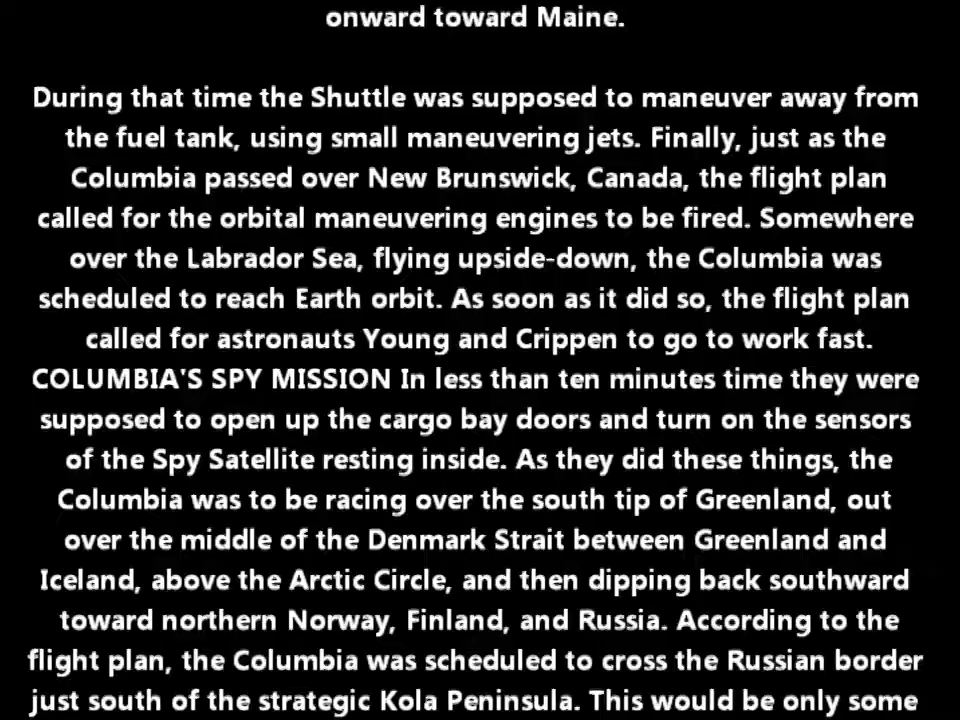 onward toward Maine.
During that time the Shuttle was supposed to maneuver away from
the fuel tank, using small maneuvering jets. Finally, just as the
Columbia passed over New Brunswick, Canada, the flight plan
called for the orbital maneuvering engines to be fired. Somewhere
over the Labrador Sea, flying upside-down, the Columbia was
scheduled to reach Earth orbit. As soon as it did so, the flight plan
called for astronauts Young and Crippen to go to work fast.
COLUMBIA'S SPY MISSION In less than ten minutes time they were
supposed to open up the cargo bay doors and turn on the sensors
of the Spy Satellite resting inside. As they did these things, the
Columbia was to be racing over the south tip of Greenland, out
over the middle of the Denmark Strait between Greenland and
Iceland, above the Arctic Circle, and then dipping back southward
toward northern Norway, Finland, and Russia. According to the
flight plan, the Columbia was scheduled to cross the Russian border
just south of the strategic Kola Peninsula. This would be only some